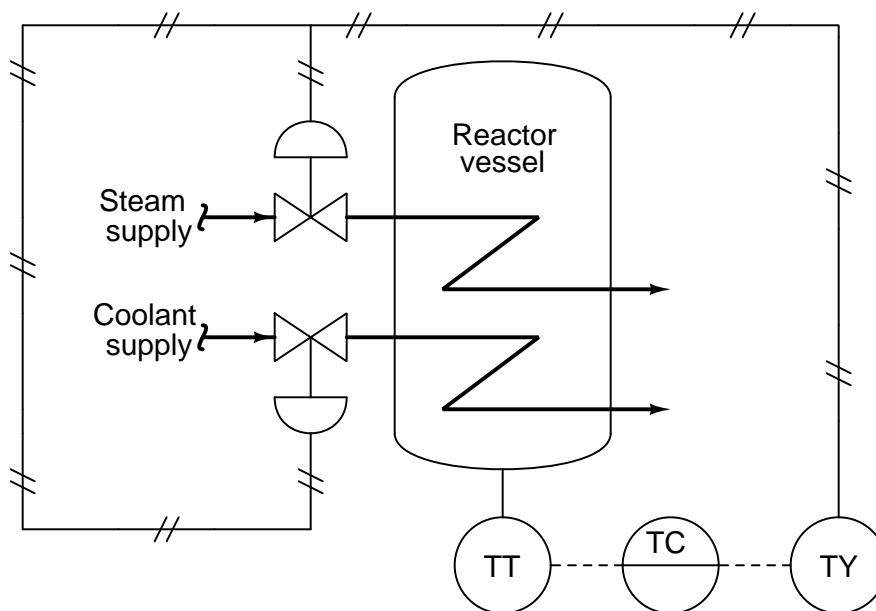 Reactor
vessel
Steam
supply
Coolant
supply
TT
TC
TY